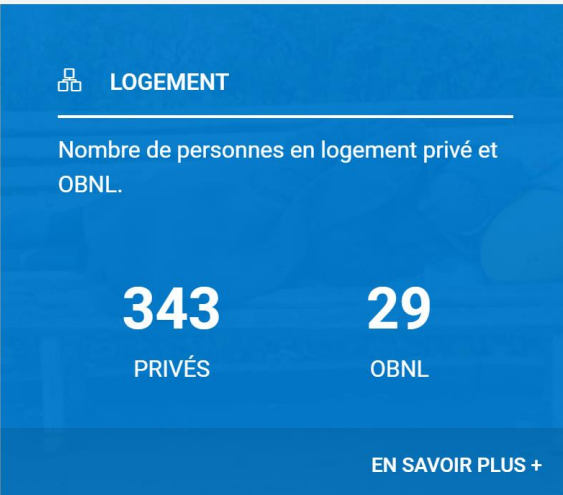 LOGEMENT
Nombre de personnes en logement privé et
OBNL.
343 29
PRIVÉS OBNL
EN SAVOIR PLUS +